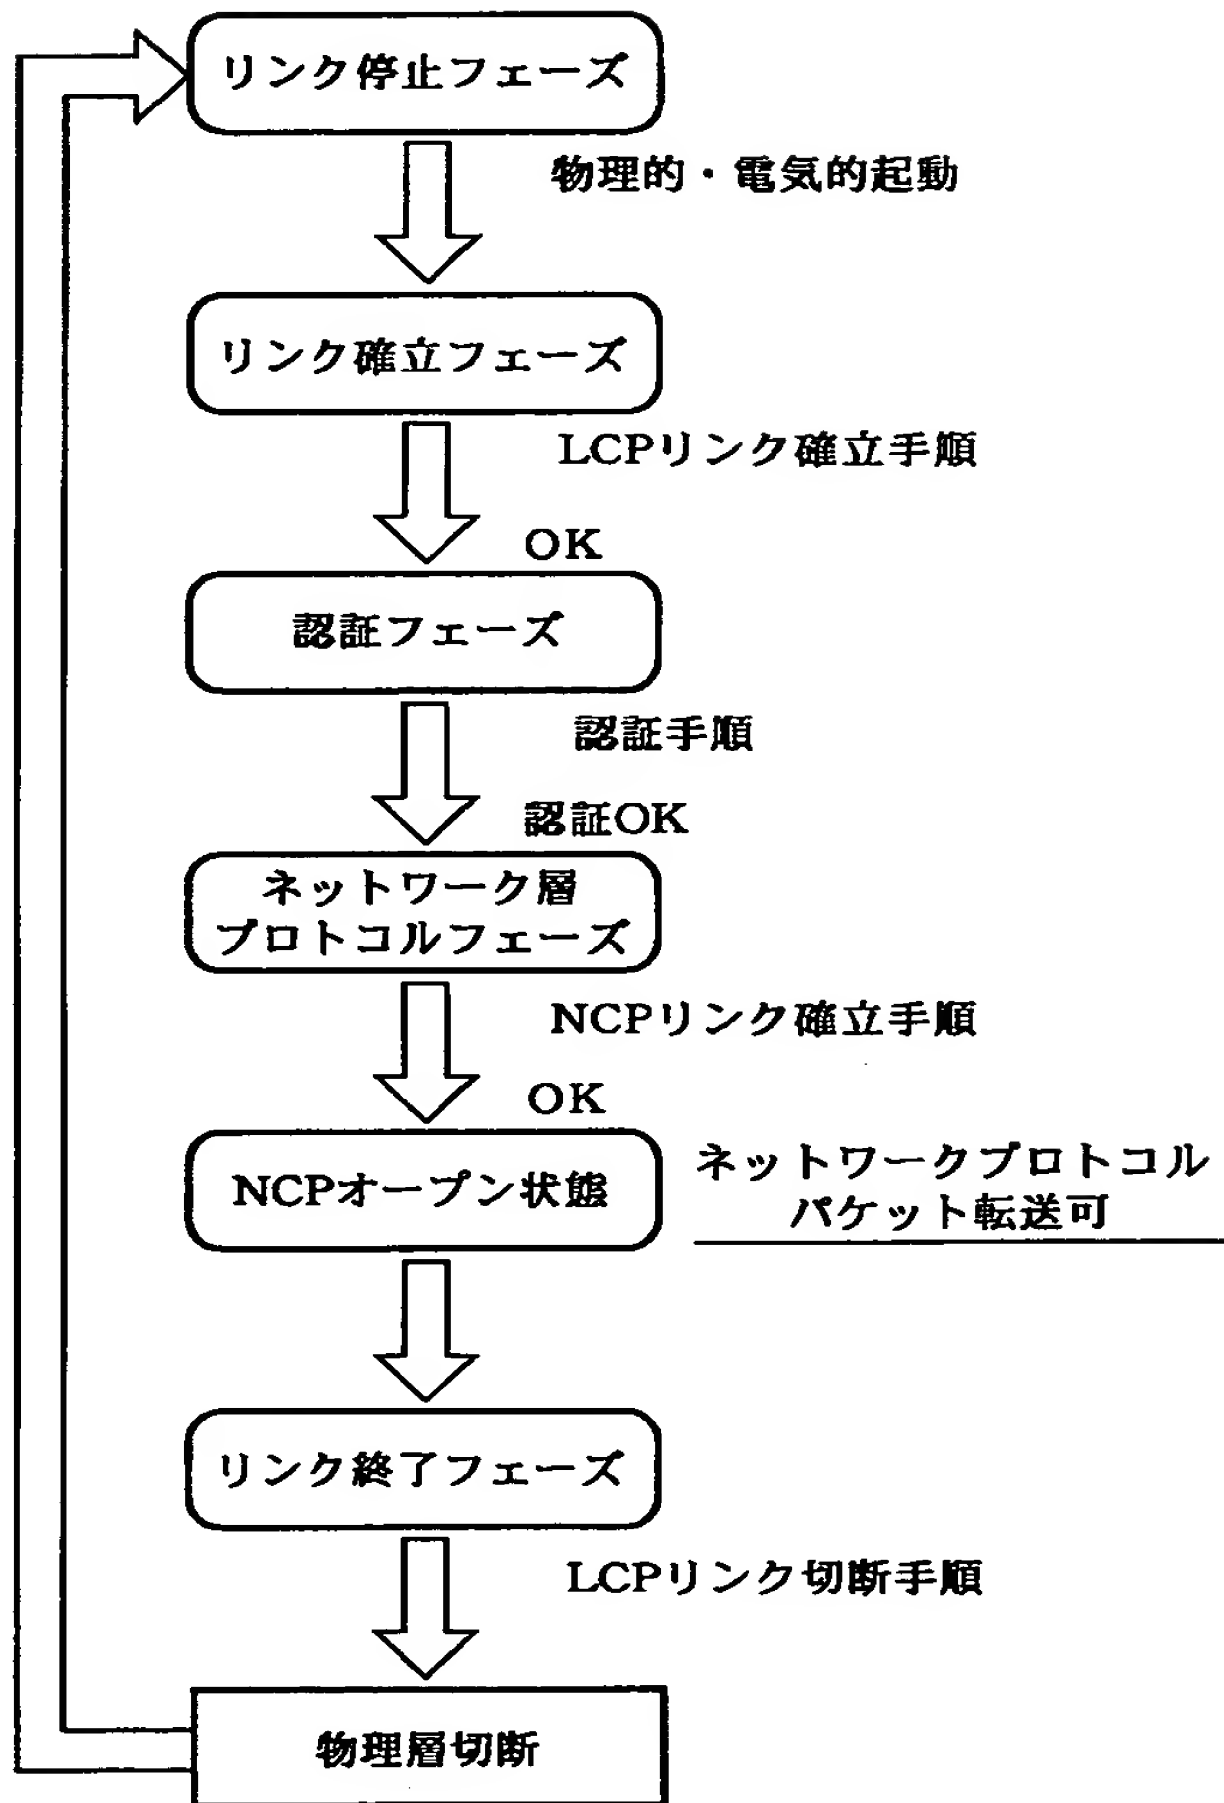 リンク停止フェーズ
物理的・電気的起動
リンク確立フェーズ
LCPリンク確立手順
OK
認証フェーズ
認証手順
認証OK
ネットワーク層
プロトコルフェーズ
NCPリンク確立手順
OK
NCPオープン状態
ネットワークプロトコル
パケット転送可
リンク終了フェーズ
LCPリンク切断手順
物理層切断